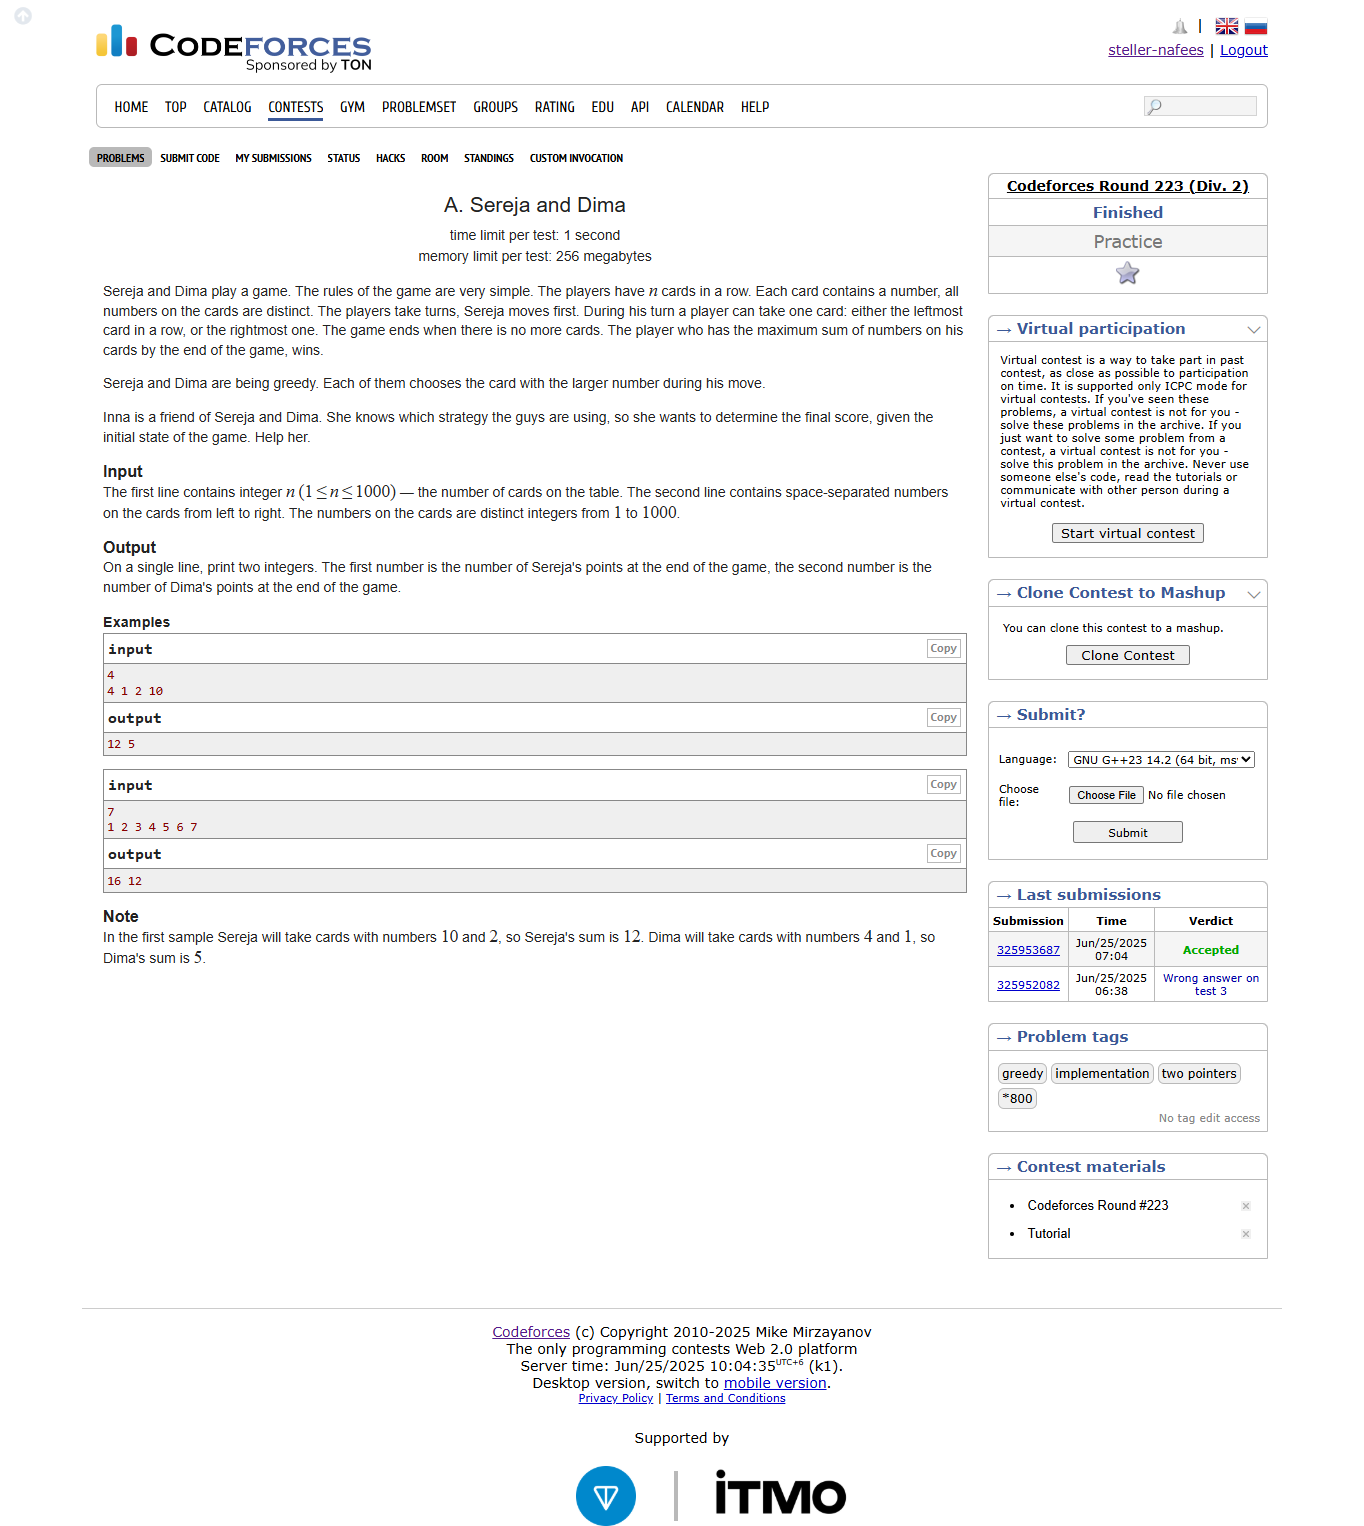 CODEFORCES
Sponsored by TON
|
steller-nafees | Logout
HOME TOP CATALOG CONTESTS GYM PROBLEMSET GROUPS RATING EDU API CALENDAR HELP
PROBLEMS SUBMIT CODE MY SUBMISSIONS STATUS HACKS ROOM STANDINGS CUSTOM INVOCATION
A. Sereja and Dima
time limit per test: 1 second
memory limit per test: 256 megabytes
Sereja and Dima play a game. The rules of the game are very simple. The players have n cards in a row. Each card contains a number, all
numbers on the cards are distinct. The players take turns, Sereja moves first. During his turn a player can take one card: either the leftmost
card in a row, or the rightmost one. The game ends when there is no more cards. The player who has the maximum sum of numbers on his
cards by the end of the game, wins.
Sereja and Dima are being greedy. Each of them chooses the card with the larger number during his move.
Inna is a friend of Sereja and Dima. She knows which strategy the guys are using, so she wants to determine the final score, given the
initial state of the game. Help her.
Input
The first line contains integer n (1 ≤ n ≤ 1000) — the number of cards on the table. The second line contains space-separated numbers
on the cards from left to right. The numbers on the cards are distinct integers from 1 to 1000.
Output
On a single line, print two integers. The first number is the number of Sereja's points at the end of the game, the second number is the
number of Dima's points at the end of the game.
Examples
input Copy
4
4 1 2 10
output Copy
12 5
input Copy
7
1 2 3 4 5 6 7
output Copy
16 12
Note
In the first sample Sereja will take cards with numbers 10 and 2, so Sereja's sum is 12. Dima will take cards with numbers 4 and 1, so
Dima's sum is 5.
Codeforces Round 223 (Div. 2)
Finished
Practice
→ Virtual participation
Virtual contest is a way to take part in past
contest, as close as possible to participation
on time. It is supported only ICPC mode for
virtual contests. If you've seen these
problems, a virtual contest is not for you -
solve these problems in the archive. If you
just want to solve some problem from a
contest, a virtual contest is not for you -
solve this problem in the archive. Never use
someone else's code, read the tutorials or
communicate with other person during a
virtual contest.
Start virtual contest
→ Clone Contest to Mashup
You can clone this contest to a mashup.
Clone Contest
→ Submit?
Language: GNU G++23 14.2 (64 bit, ms
Choose
file:
Choose File No file chosen
Submit
→ Last submissions
Submission Time Verdict
325953687 Jun/25/2025
07:04
Accepted
325952082 Jun/25/2025
06:38
Wrong answer on
test 3
→ Problem tags
greedy implementation two pointers
*800
No tag edit access
→ Contest materials
• Codeforces Round #223
• Tutorial
Codeforces (c) Copyright 2010-2025 Mike Mirzayanov
The only programming contests Web 2.0 platform
Server time: Jun/25/2025 10:04:35UTC+6 (k1).
Desktop version, switch to mobile version.
Privacy Policy | Terms and Conditions
Supported by
iTMO